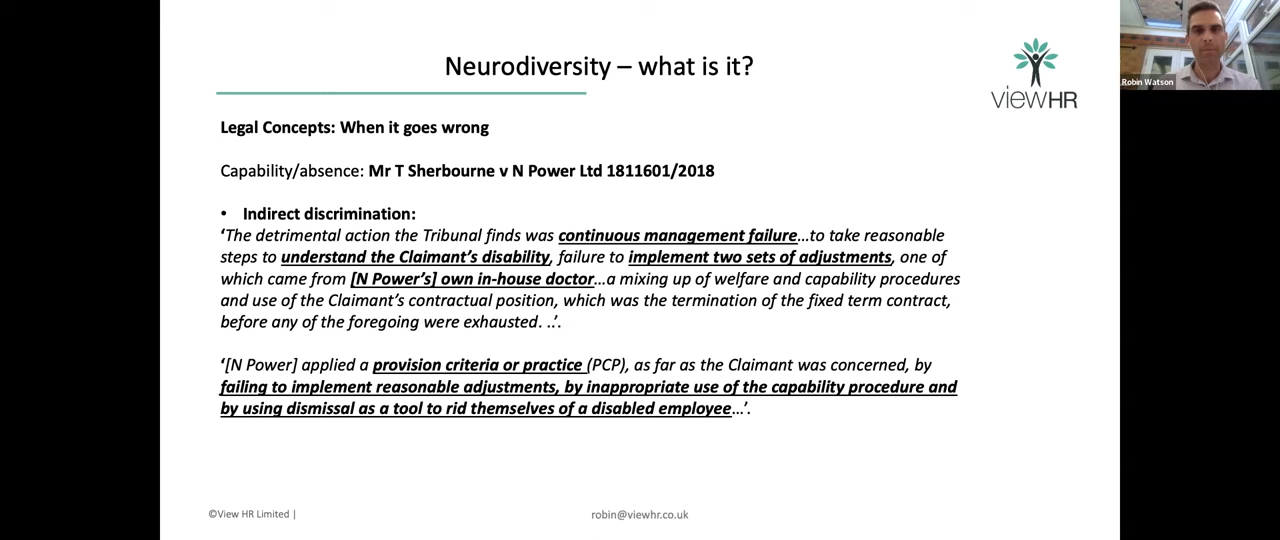 Neurodiversity – what is it?
viewHR
Robin Watson
Legal Concepts: When it goes wrong
Capability/absence: Mr T Sherbourne v N Power Ltd 1811601/2018
• Indirect discrimination:
‘The detrimental action the Tribunal finds was continuous management failure…to take reasonable
steps to understand the Claimant’s disability, failure to implement two sets of adjustments, one of
which came from [N Power’s] own in-house doctor…a mixing up of welfare and capability procedures
and use of the Claimant’s contractual position, which was the termination of the fixed term contract,
before any of the foregoing were exhausted. ..’.
‘[N Power] applied a provision criteria or practice (PCP), as far as the Claimant was concerned, by
failing to implement reasonable adjustments, by inappropriate use of the capability procedure and
by using dismissal as a tool to rid themselves of a disabled employee…’.
©View HR Limited |
robin@viewhr.co.uk